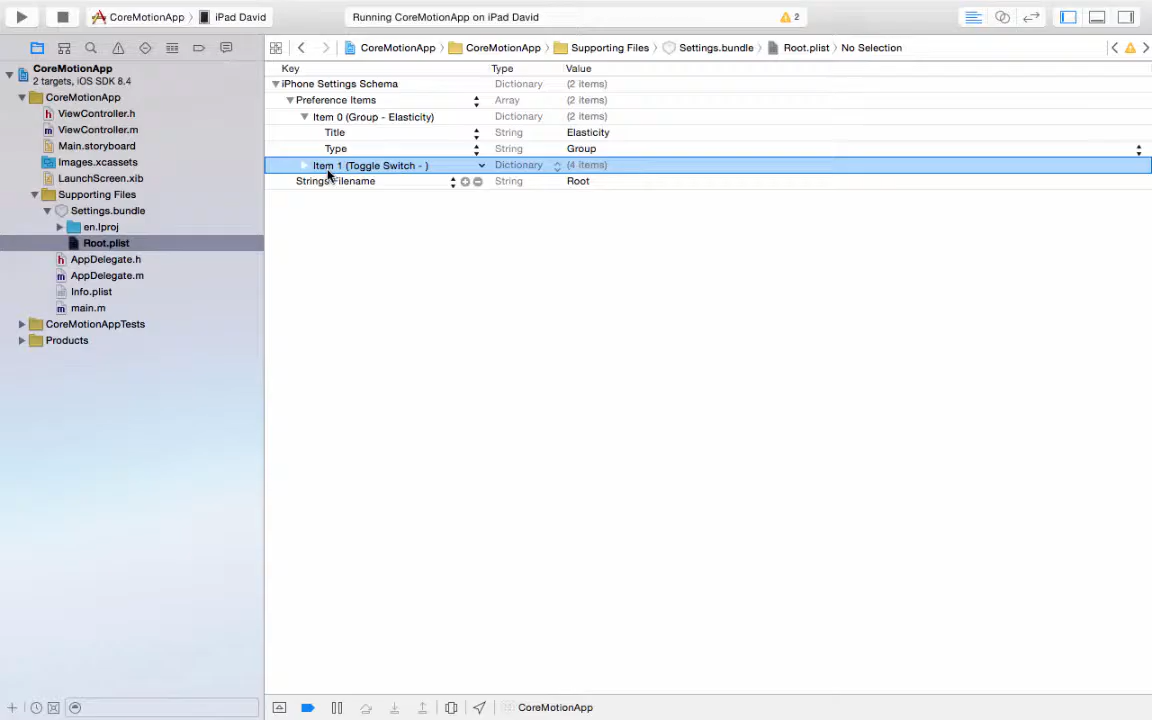 CoreMotionApp 〉 iPad David
Running CoreMotionApp on iPad David
2
CoreMotionApp 〉 CoreMotionApp 〉 Supporting Files 〉 Settings.bundle 〉 Root.plist 〉 No Selection
CoreMotionApp
2 targets, iOS SDK 8.4
CoreMotionApp
h ViewController.h
m ViewController.m
Main.storyboard
Images.xcassets
LaunchScreen.xib
Supporting Files
Settings.bundle
en.lproj
Root.plist
h AppDelegate.h
m AppDelegate.m
Info.plist
m main.m
CoreMotionAppTests
Products
Key Type Value
iPhone Settings Schema Dictionary (2 items)
Preference Items Array (2 items)
Item 0 (Group - Elasticity) Dictionary (2 items)
Title String Elasticity
Type String Group
Item 1 (Toggle Switch - ) Dictionary (4 items)
Strings Filename String Root
CoreMotionApp